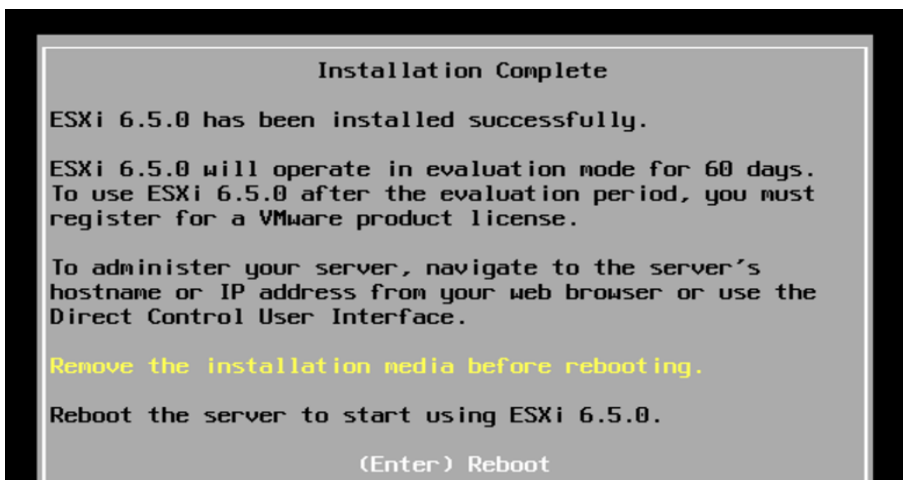 Installation Complete
ESXi 6.5.0 has been installed successfully.
ESXi 6.5.0 will operate in evaluation mode for 60 days.
To use ESXi 6.5.0 after the evaluation period, you must
register for a VMware product license.
To administer your server, navigate to the server's
hostname or IP address from your web browser or use the
Direct Control User Interface.
Remove the installation media before rebooting.
Reboot the server to start using ESXi 6.5.0.
(Enter) Reboot